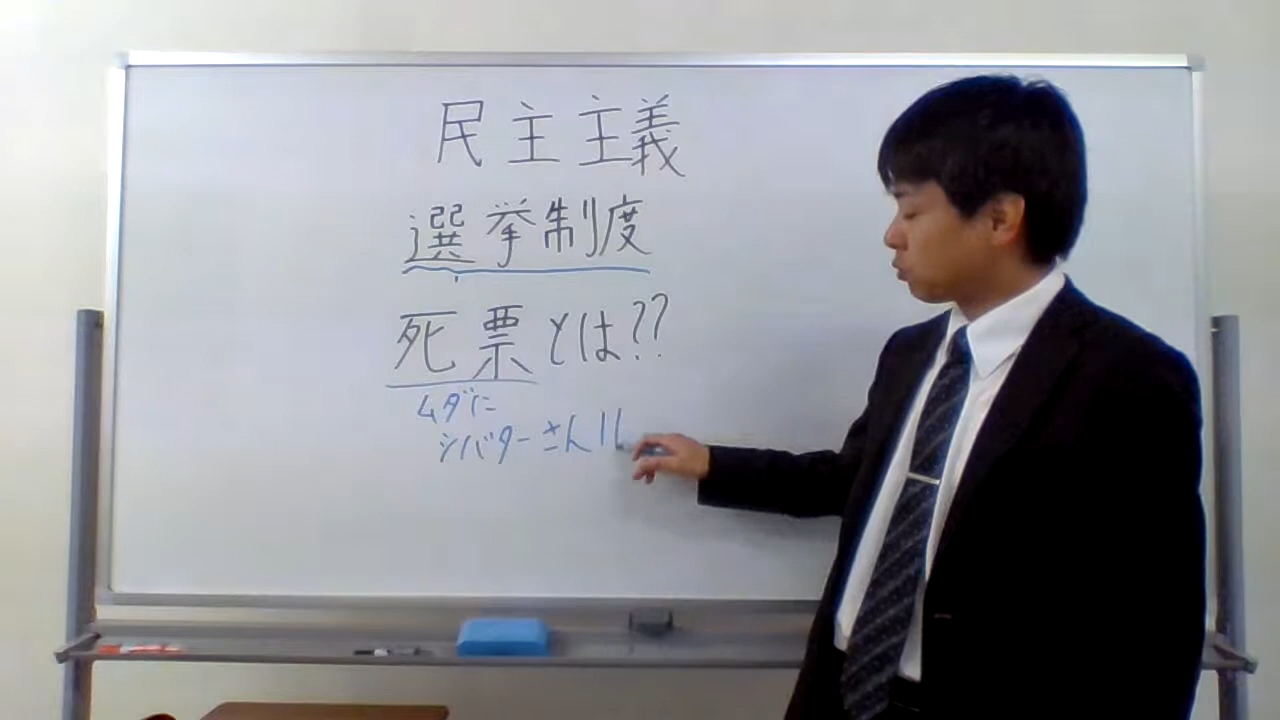 民主主義
選挙制度
死票とは??
ムダに
シバターさん